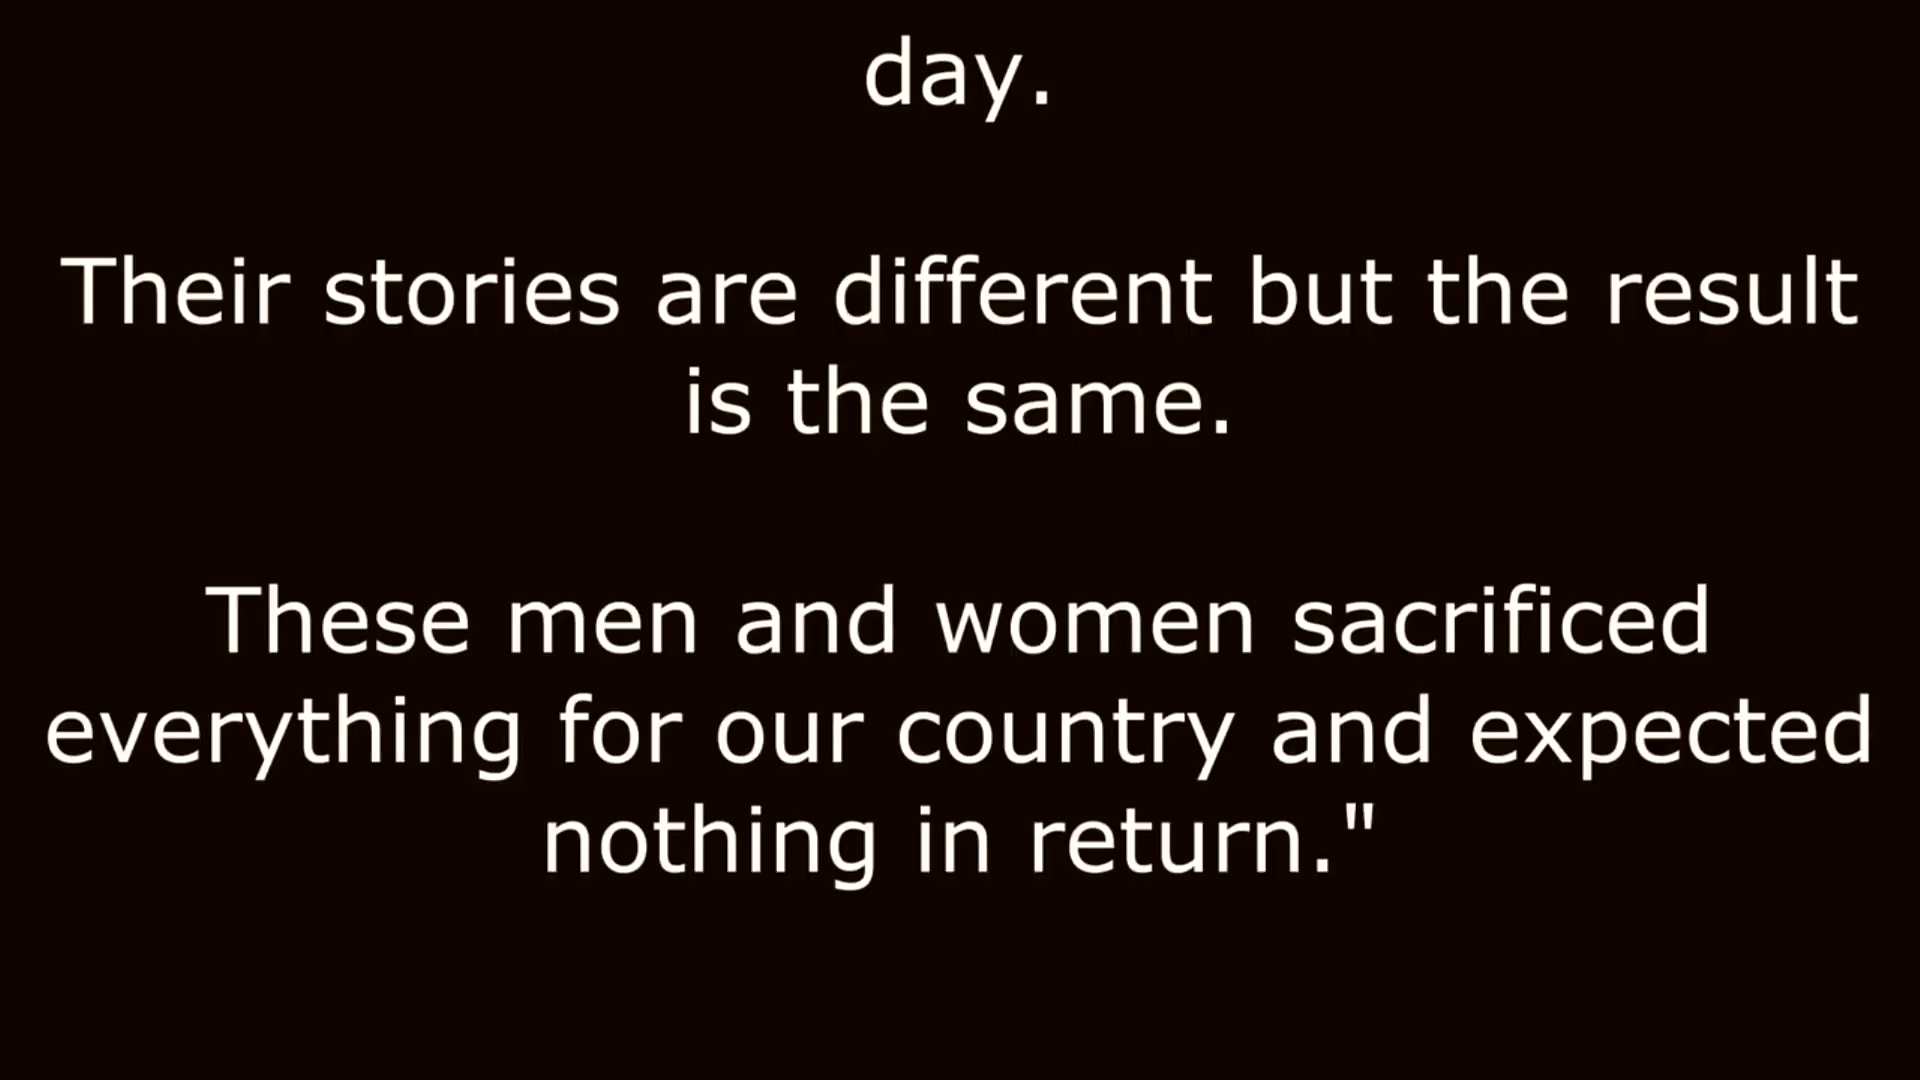 day.
Their stories are different but the result
is the same.
These men and women sacrificed
everything for our country and expected
nothing in return."